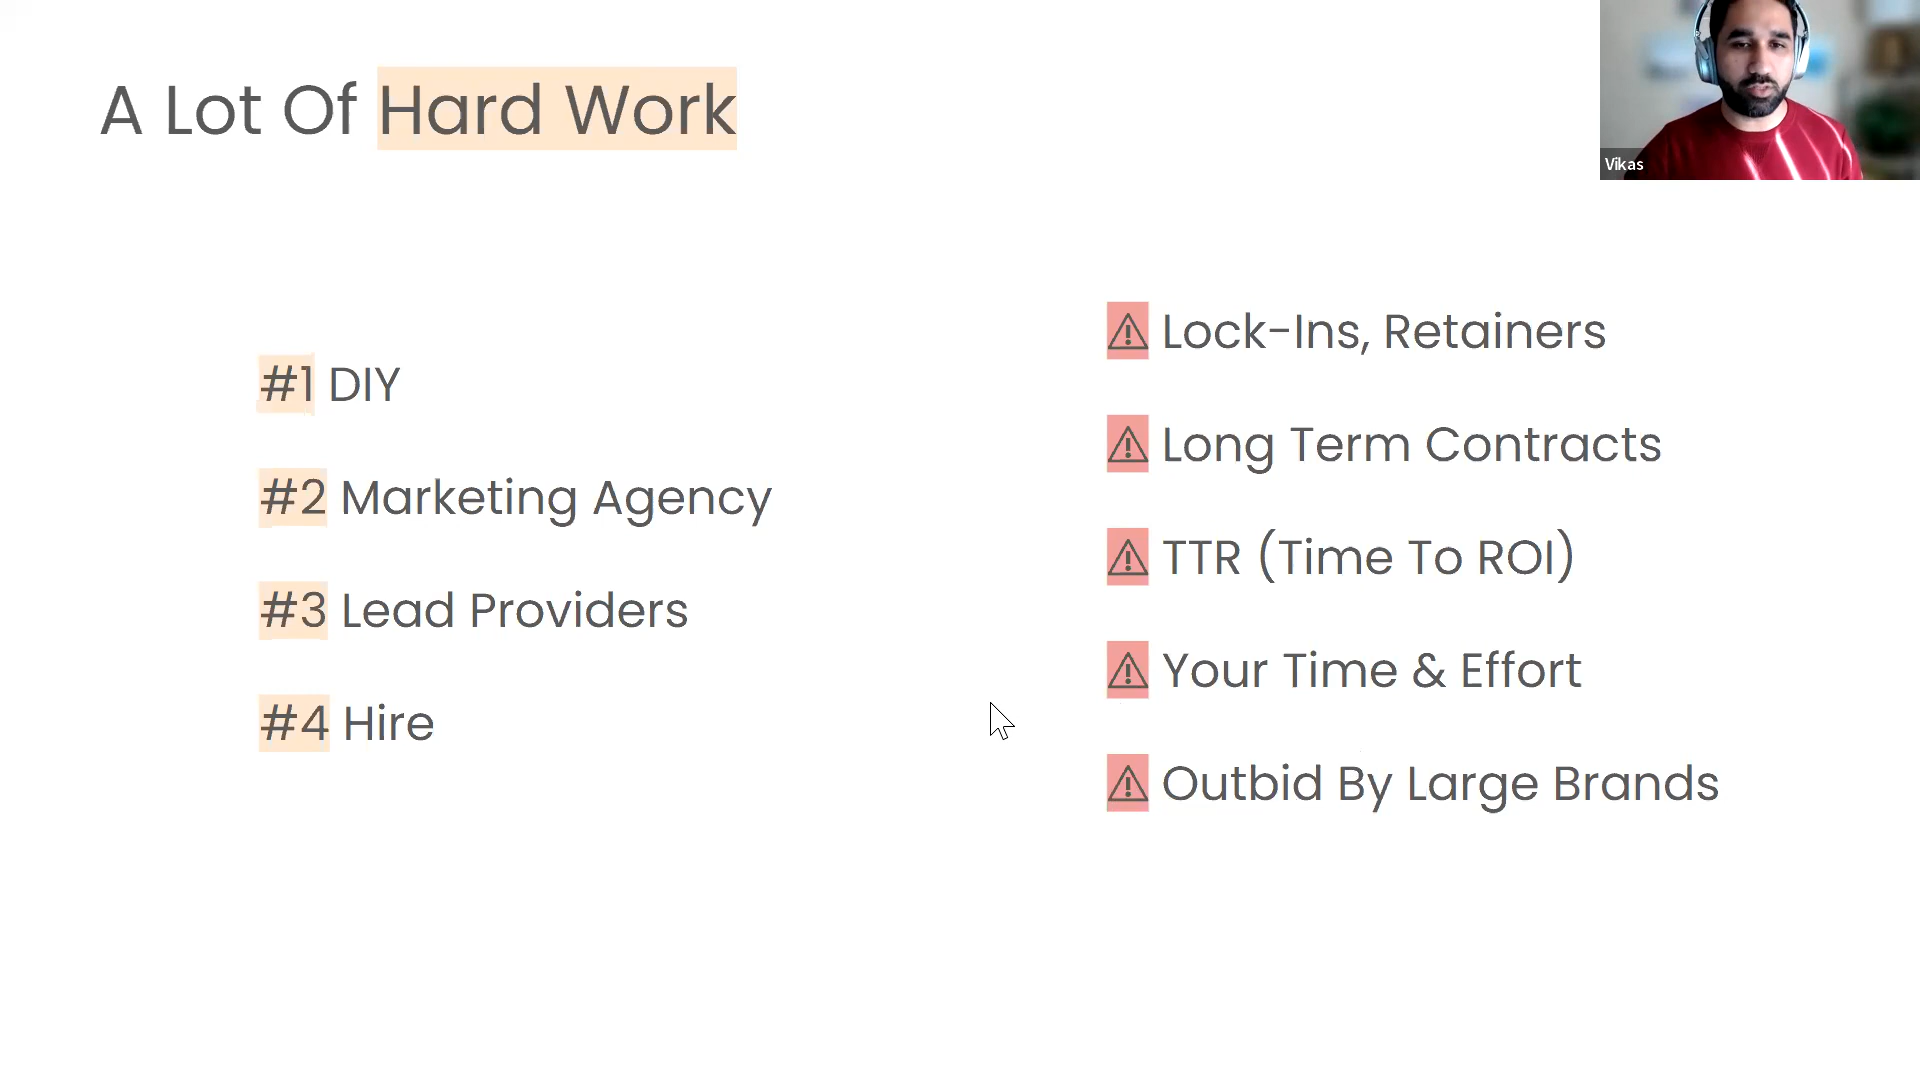 A Lot Of Hard Work
Vikas
#1 DIY
#2 Marketing Agency
#3 Lead Providers
#4 Hire
Lock-Ins, Retainers
Long Term Contracts
TTR (Time To ROI)
Your Time & Effort
Outbid By Large Brands